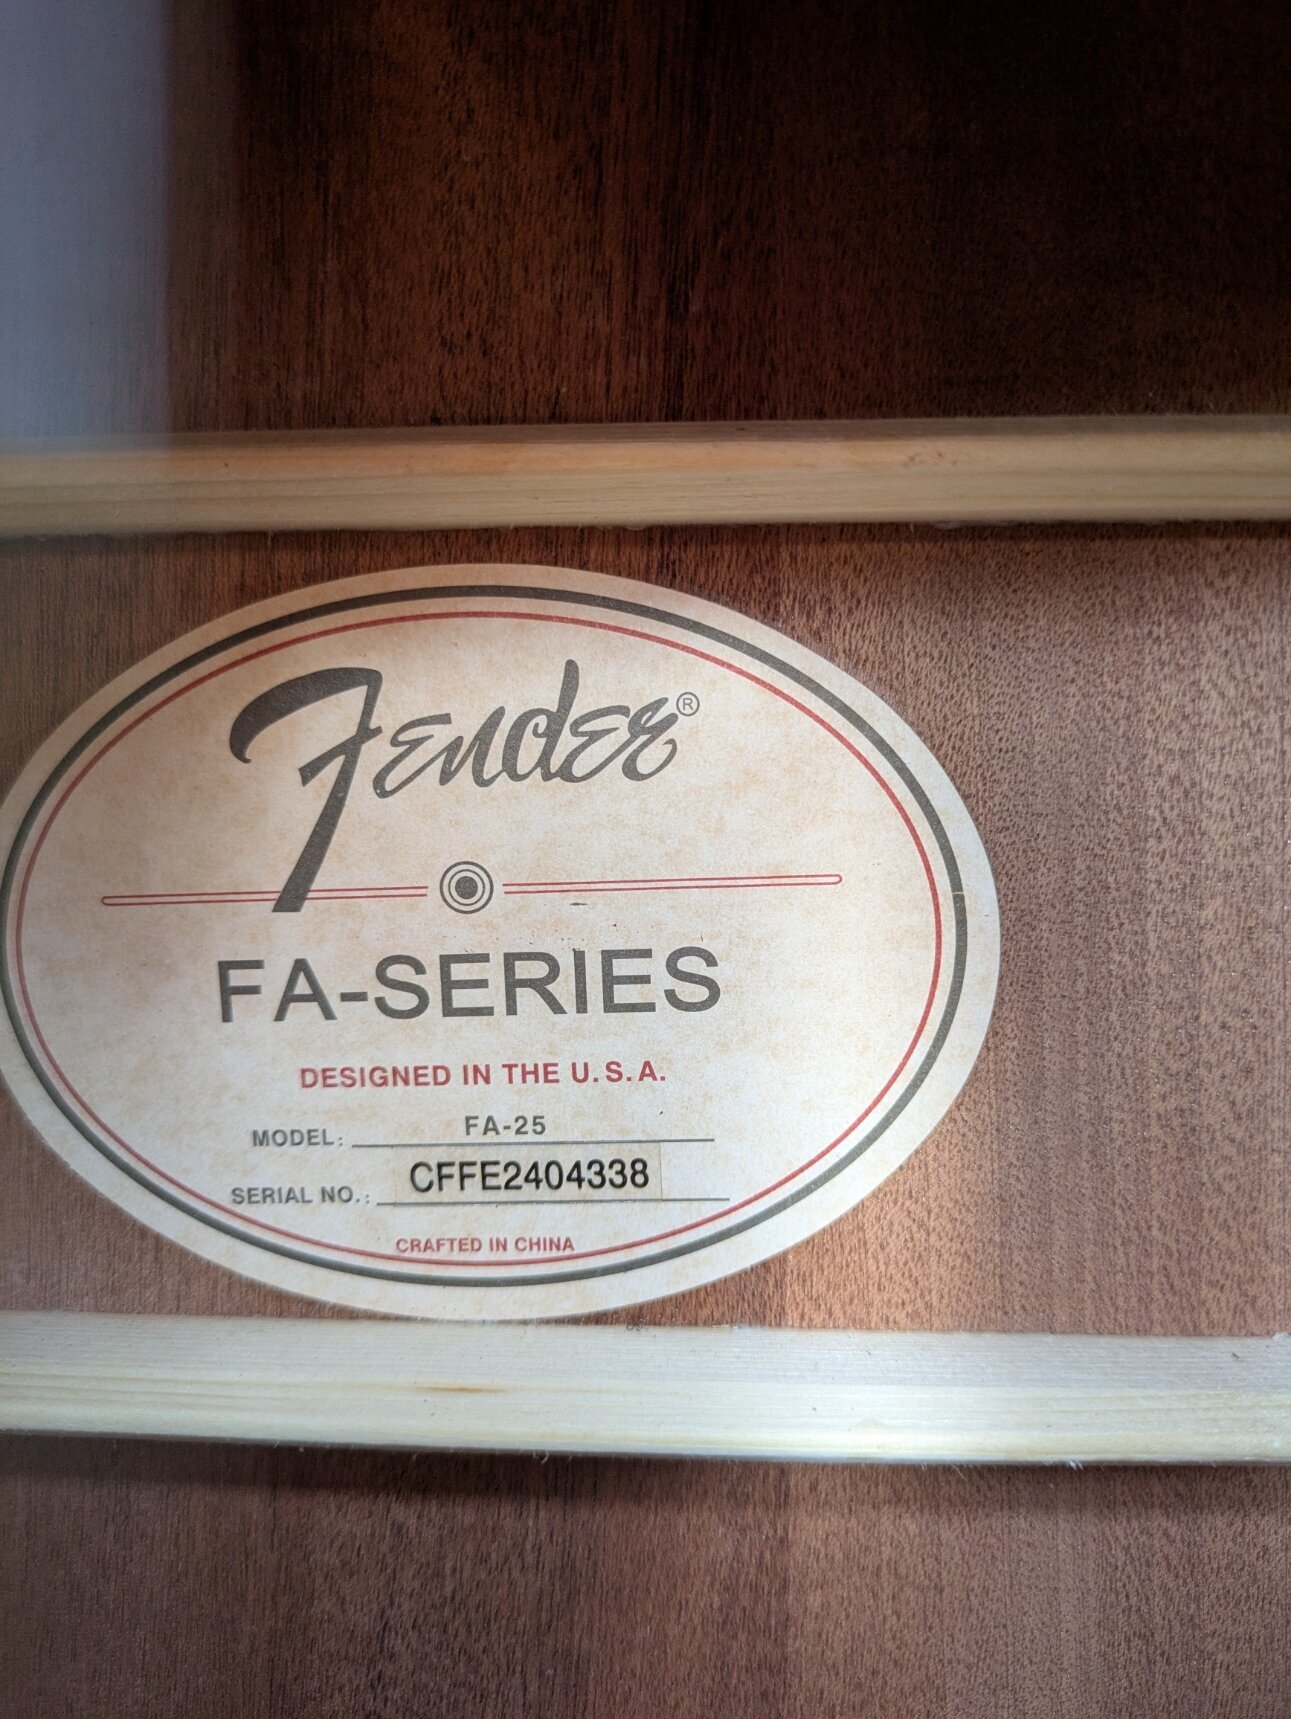 Fender®
FA-SERIES
DESIGNED IN THE U.S.A.
MODEL: FA-25
SERIAL NO.: CFFE2404338
CRAFTED IN CHINA